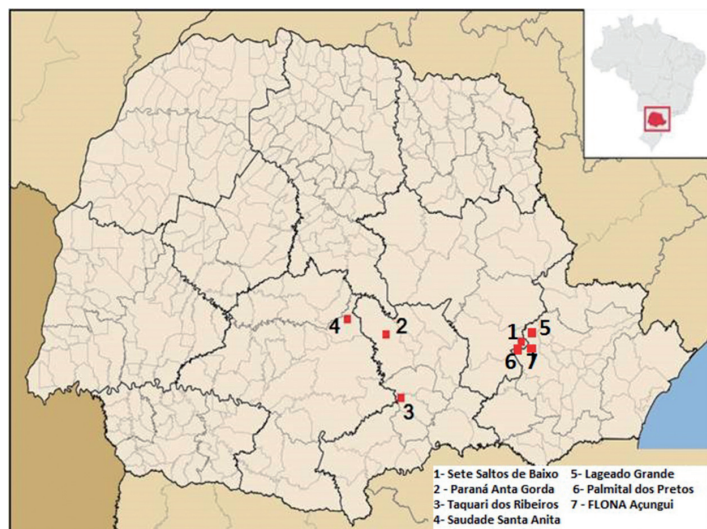 4
2
1
5
6
7
3
1- Sete Saltos de Baixo 5- Lageado Grande
2 - Paraná Anta Gorda 6- Palmital dos Pretos
3- Taquari dos Ribeiros 7 - FLONA Açungui
4- Saudade Santa Anita